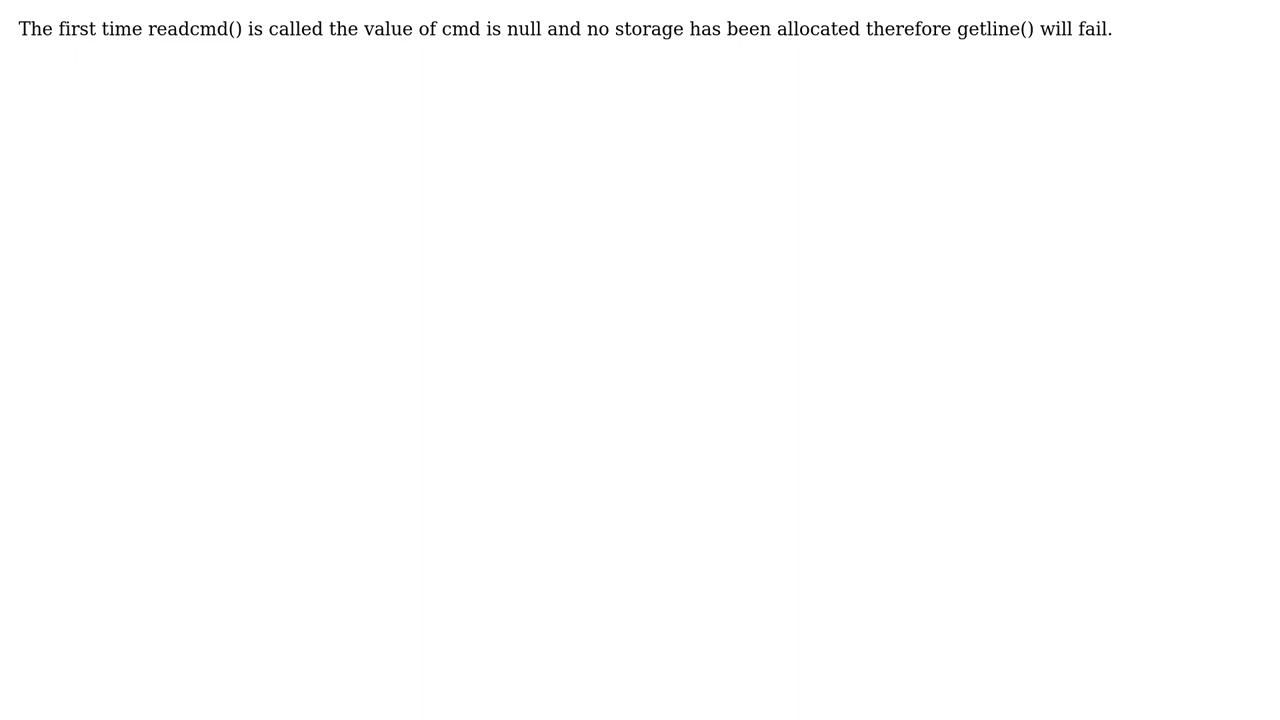 The first time readcmd() is called the value of cmd is null and no storage has been allocated therefore getline() will fail.